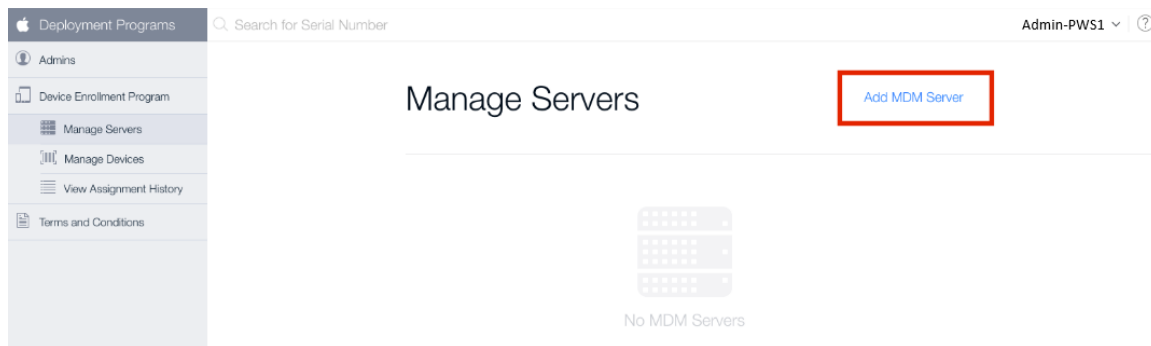 Deployment Programs
Search for Serial Number
Admin-PWS1
?
Admins
Device Enrollment Program
Manage Servers
Manage Devices
View Assignment History
Terms and Conditions
Manage Servers
Add MDM Server
No MDM Servers